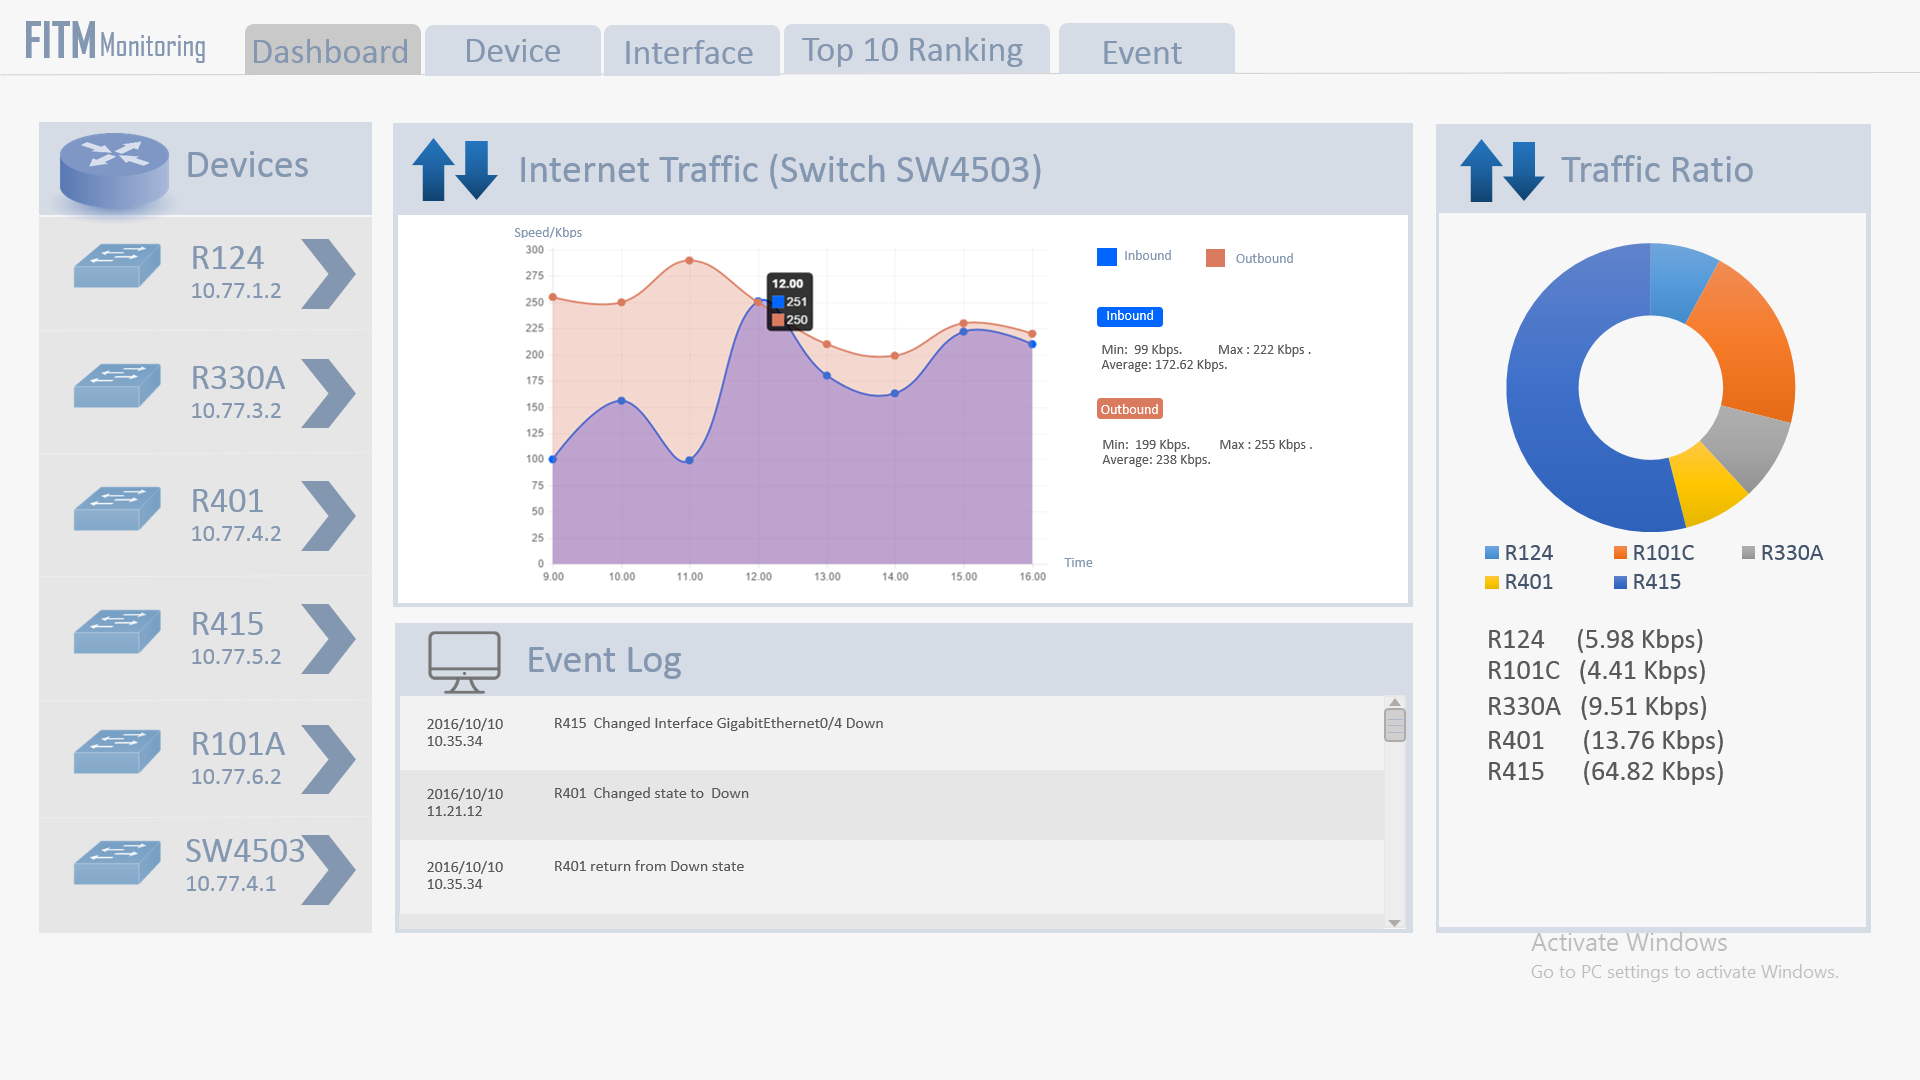 FITM Monitoring
Dashboard
Device
Interface
Top 10 Ranking
Event
Devices
R124
10.77.1.2
R330A
10.77.3.2
R401
10.77.4.2
R415
10.77.5.2
R101A
10.77.6.2
SW4503
10.77.4.1
Internet Traffic (Switch SW4503)
Speed/Kbps
300
275
250
225
200
175
150
125
100
75
50
25
0
9.00 10.00 11.00 12.00 13.00 14.00 15.00 16.00
Time
12.00
251
250
Inbound Outbound
Inbound
Min: 99 Kbps. Max : 222 Kbps .
Average: 172.62 Kbps.
Outbound
Min: 199 Kbps. Max : 255 Kbps .
Average: 238 Kbps.
Event Log
2016/10/10 R415 Changed Interface GigabitEthernet0/4 Down
10.35.34
2016/10/10 R401 Changed state to Down
11.21.12
2016/10/10 R401 return from Down state
10.35.34
Traffic Ratio
R124 R101C R330A
R401 R415
R124 (5.98 Kbps)
R101C (4.41 Kbps)
R330A (9.51 Kbps)
R401 (13.76 Kbps)
R415 (64.82 Kbps)
Activate Windows
Go to PC settings to activate Windows.